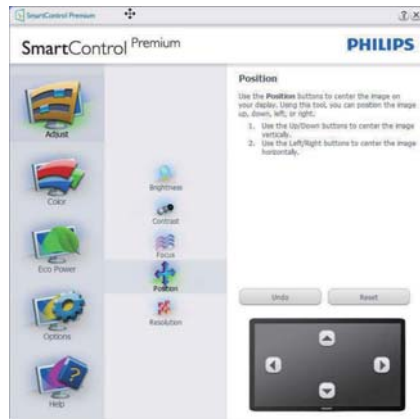 SmartControl Premium
SmartControl Premium
PHILIPS
Adjust
Color
Eco Power
Options
Help
Brightness
Contrast
Focus
Position
Resolution
Position
Use the Position buttons to center the image on
your display. Using this tool, you can position the image
up, down, left, or right.
1. Use the Up/Down buttons to center the image
vertically.
2. Use the Left/Right buttons to center the image
horizontally.
Undo
Reset